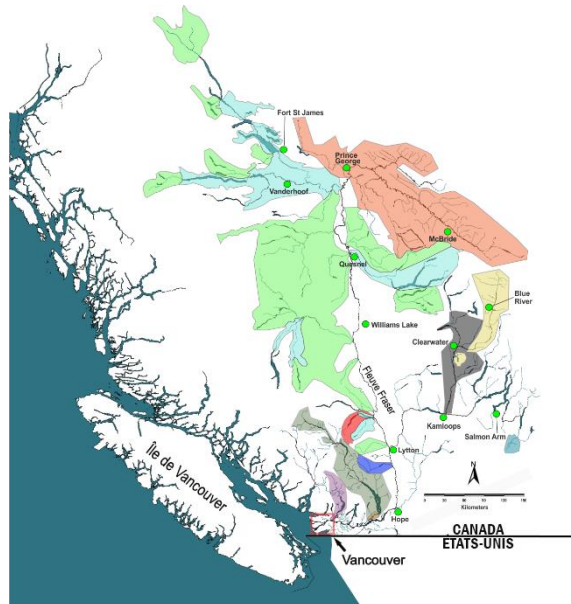 Fort St James
Prince
George
Vanderhoof
McBride
Quesnel
Blue
River
Williams Lake
Clearwater
Fleuve Fraser
Kamloops
Salmon Arm
Île de Vancouver
Lytton
N
Kilometers
Hope
CANADA
ÉTATS-UNIS
Vancouver